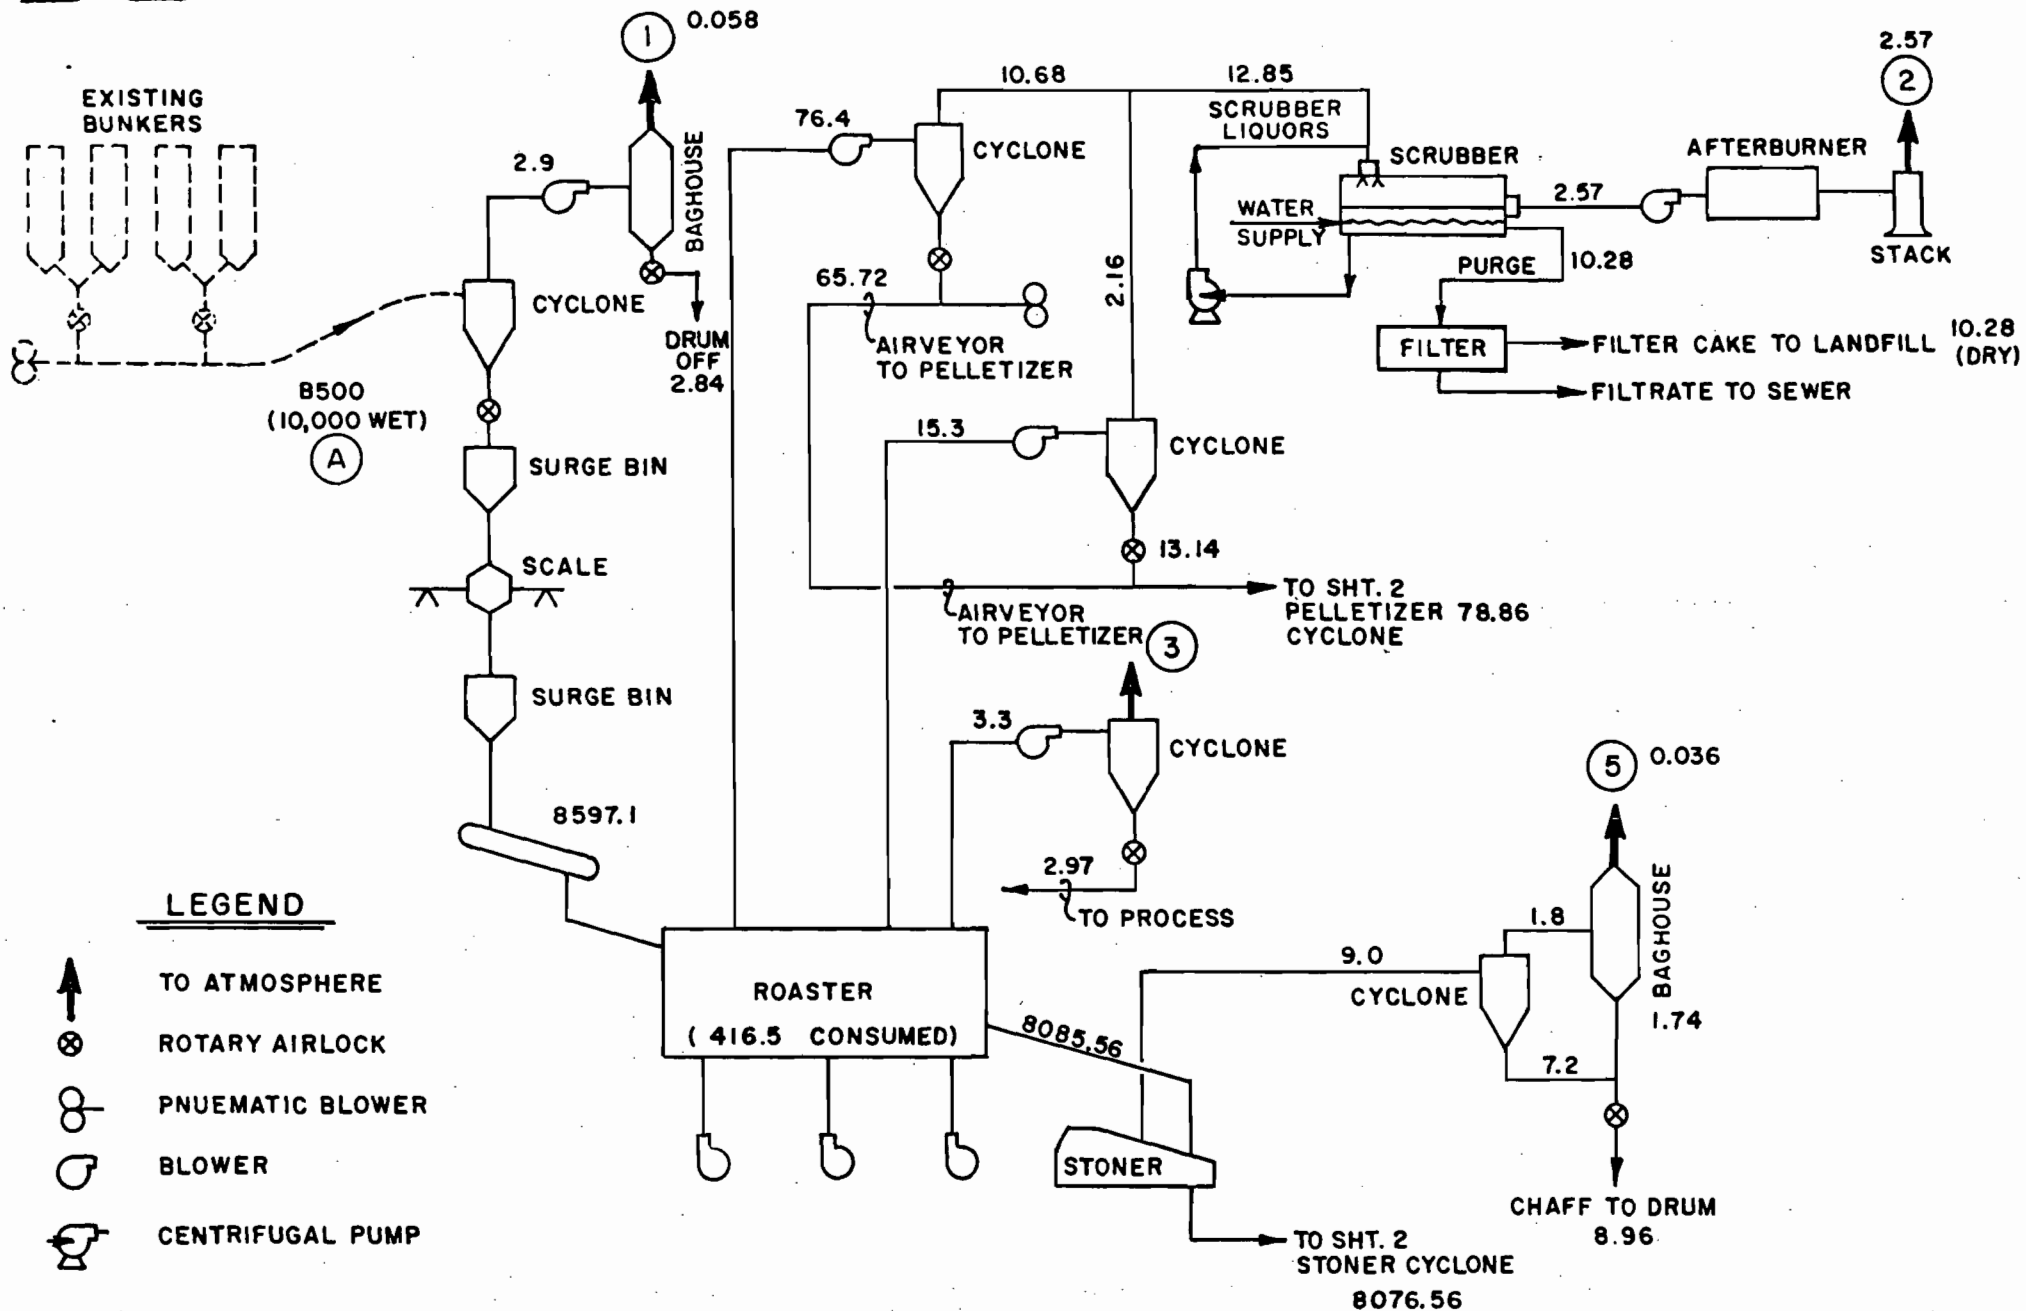 1
0.058
EXISTING
BUNKERS
2.9
BAGHOUSE
CYCLONE
DRUM
OFF
2.84
8500
(10,000 WET)
A
SURGE BIN
SCALE
SURGE BIN
8597.1
76.4
10.68
12.85
CYCLONE
SCRUBBER
LIQUORS
SCRUBBER
WATER
SUPPLY
2.57
AFTERBURNER
2.57
2
STACK
PURGE
10.28
FILTER
FILTER CAKE TO LANDFILL
10.28
(DRY)
FILTRATE TO SEWER
65.72
AIRVEYOR
TO PELLETIZER
2.16
15.3
CYCLONE
13.14
AIRVEYOR
TO PELLETIZER
TO SHT. 2
PELLETIZER 78.86
CYCLONE
3
3.3
CYCLONE
2.97
TO PROCESS
ROASTER
( 416.5 CONSUMED)
8085.56
STONER
9.0
CYCLONE
1.8
7.2
5
0.036
BAGHOUSE
1.74
CHAFF TO DRUM
8.96
TO SHT. 2
STONER CYCLONE
8076.56
LEGEND
TO ATMOSPHERE
ROTARY AIRLOCK
PNUEMATIC BLOWER
BLOWER
CENTRIFUGAL PUMP